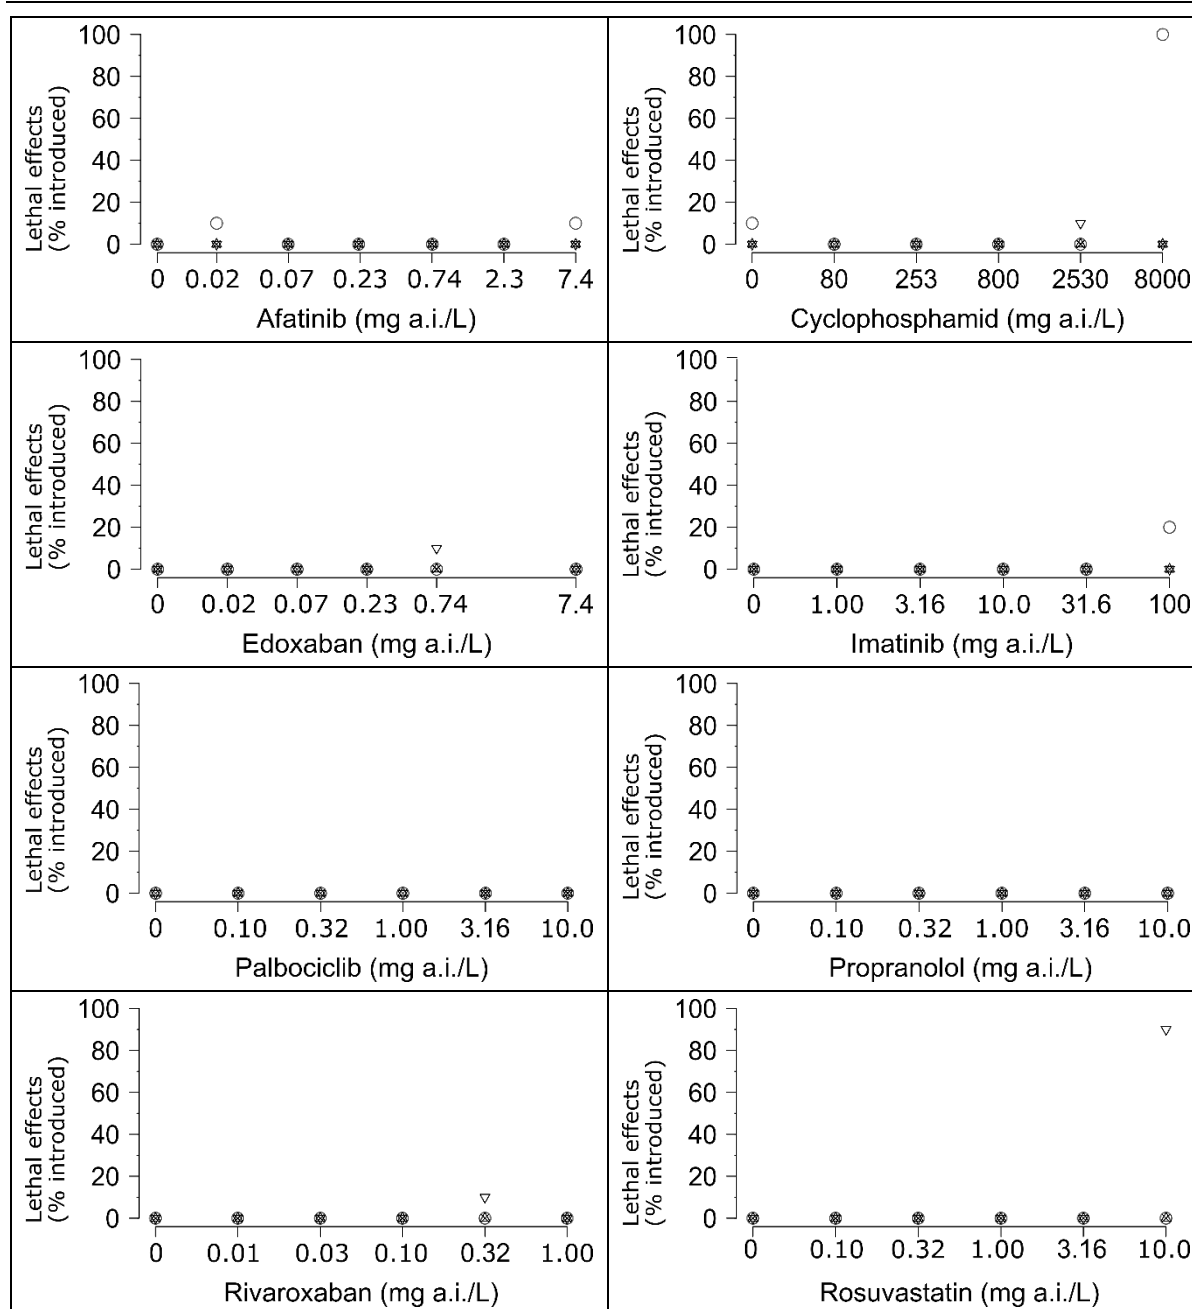 Lethal effects
(% introduced)
100
80
60
40
20
0
0 0.02 0.07 0.23 0.74 2.3 7.4
Afatinib (mg a.i./L)
Lethal effects
(% introduced)
100
80
60
40
20
0
0 80 253 800 2530 8000
Cyclophosphamid (mg a.i./L)
Lethal effects
(% introduced)
100
80
60
40
20
0
0 0.02 0.07 0.23 0.74 7.4
Edoxaban (mg a.i./L)
Lethal effects
(% introduced)
100
80
60
40
20
0
0 1.00 3.16 10.0 31.6 100
Imatinib (mg a.i./L)
Lethal effects
(% introduced)
100
80
60
40
20
0
0 0.10 0.32 1.00 3.16 10.0
Palbociclib (mg a.i./L)
Lethal effects
(% introduced)
100
80
60
40
20
0
0 0.10 0.32 1.00 3.16 10.0
Propranolol (mg a.i./L)
Lethal effects
(% introduced)
100
80
60
40
20
0
0 0.01 0.03 0.10 0.32 1.00
Rivaroxaban (mg a.i./L)
Lethal effects
(% introduced)
100
80
60
40
20
0
0 0.10 0.32 1.00 3.16 10.0
Rosuvastatin (mg a.i./L)